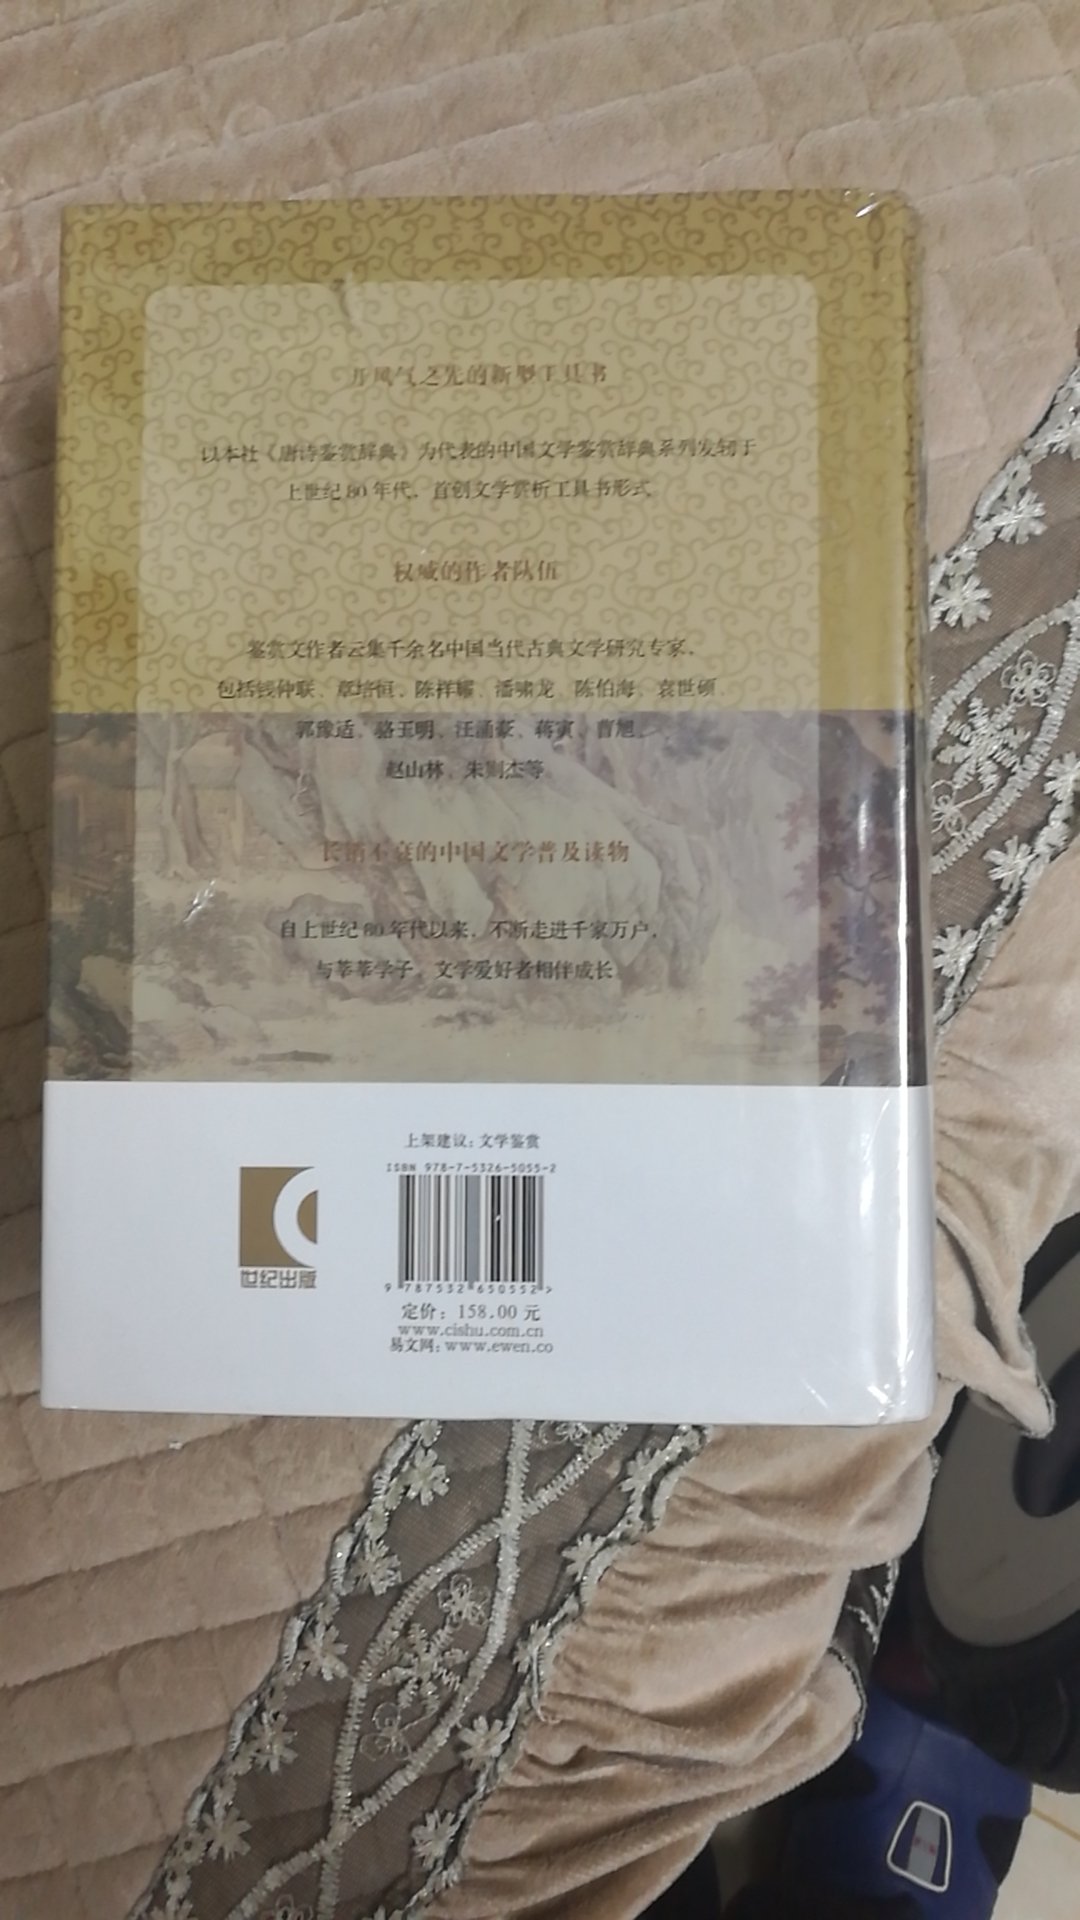 开风气之先的新型工具书
以本社《唐诗鉴赏辞典》为代表的中国文学鉴赏辞典系列发轫于
上世纪80年代,首创文学赏析工具书形式
权威的作者队伍
鉴赏文作者云集千余名中国当代古典文学研究专家,
包括钱仲联、章培恒、陈祥耀、潘啸龙、陈伯海、袁世硕、
郭豫适、骆玉明、汪涌豪、蒋寅、曹旭、
赵山林、朱则杰等
长销不衰的中国文学普及读物
自上世纪80年代以来,不断走进千家万户,
与莘莘学子、文学爱好者相伴成长
上架建议:文学鉴赏
ISBN 978-7-5326-5055-2
9 787532 650552 >
世纪出版
定价:158.00 元
www.cishu.com.cn
易文网:www.ewen.co